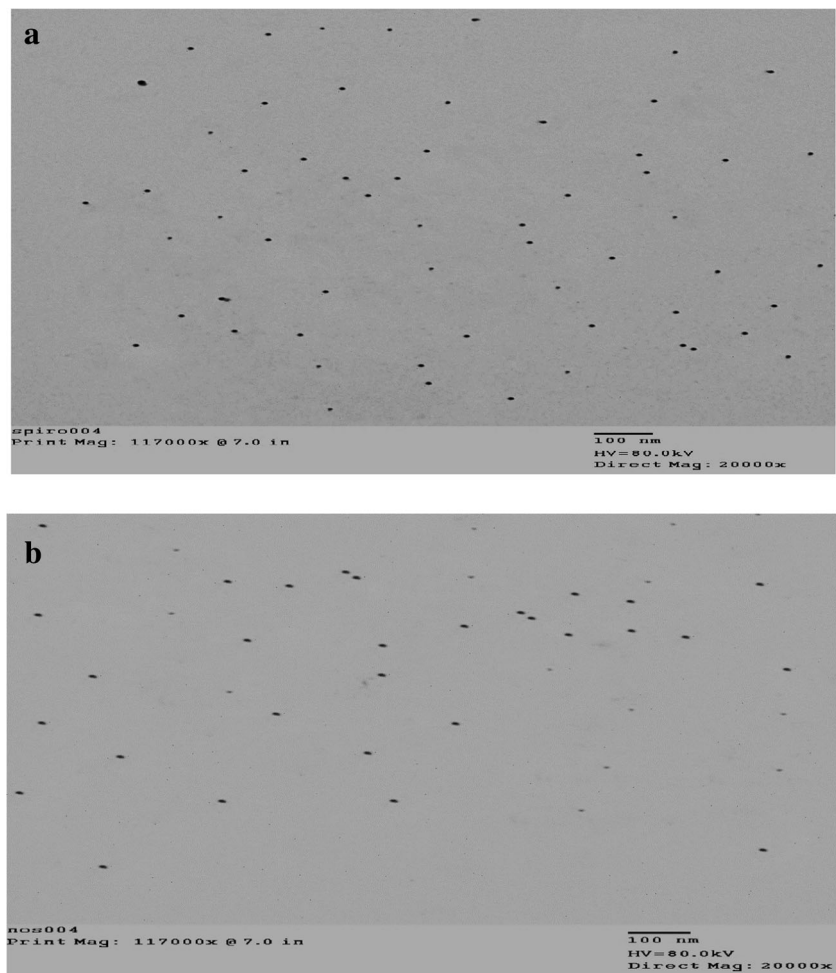 a
spiro004
Print Mag: 117000x @ 7.0 in
100 nm
HV=80.0kV
Direct Mag: 20000x
b
nos004
Print Mag: 117000x @ 7.0 in
100 nm
HV=80.0kV
Direct Mag: 20000x